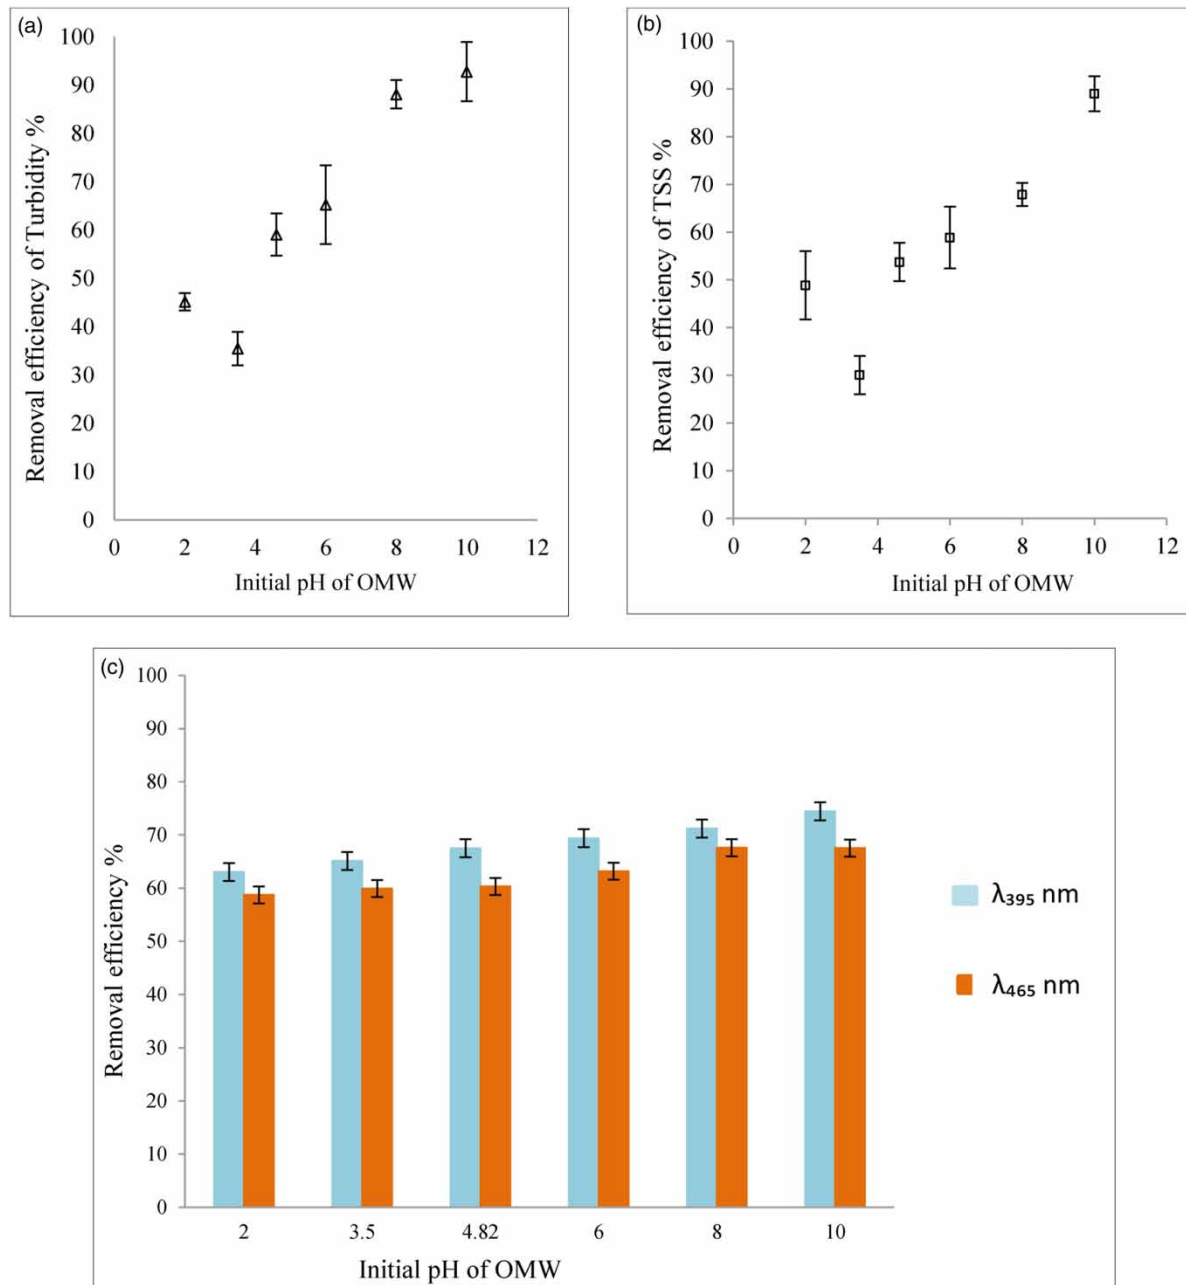 (a)
Removal efficiency of Turbidity %
100
90
80
70
60
50
40
30
20
10
0
0 2 4 6 8 10 12
Initial pH of OMW
(b)
Removal efficiency of TSS %
100
90
80
70
60
50
40
30
20
10
0
0 2 4 6 8 10 12
Initial pH of OMW
(c)
Removal efficiency %
100
90
80
70
60
50
40
30
20
10
0
2 3.5 4.82 6 8 10
Initial pH of OMW
λ₃₉₅ nm
λ₄₆₅ nm